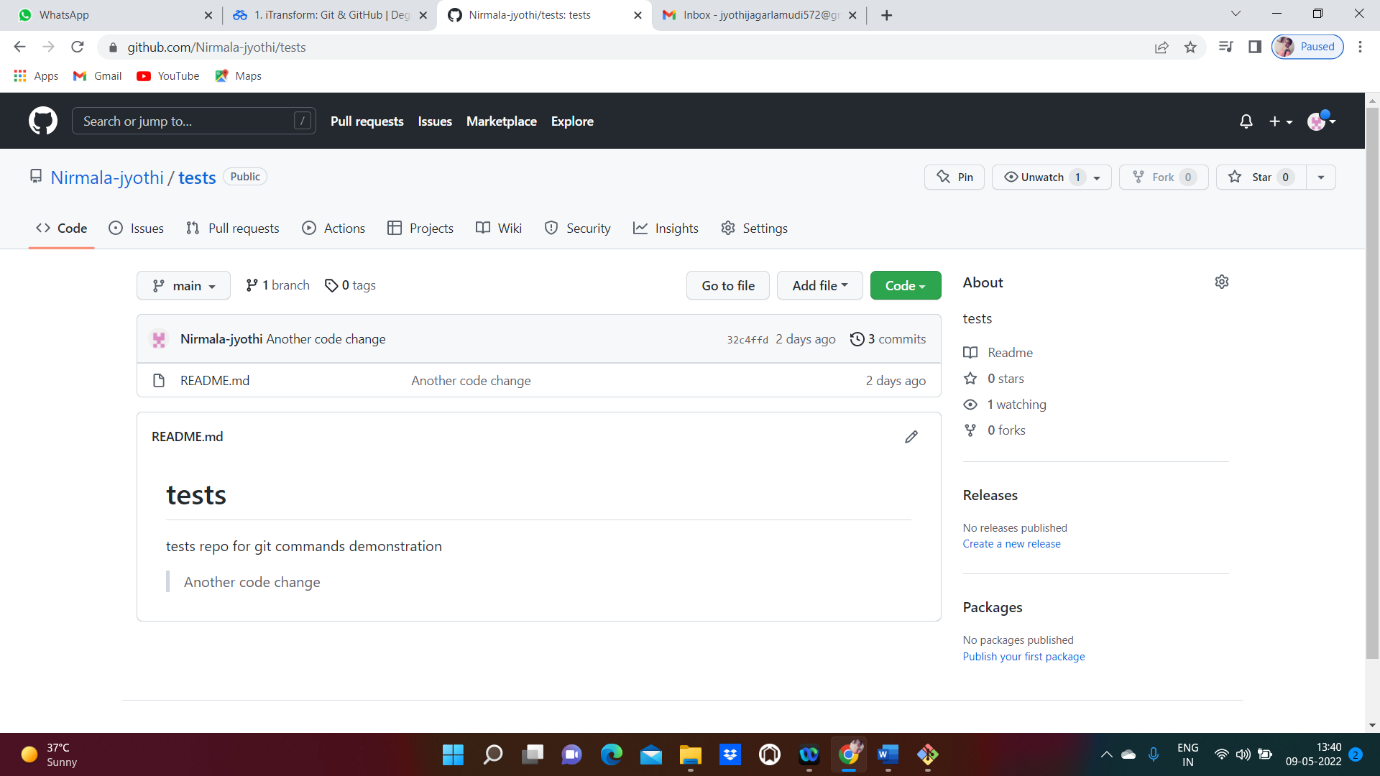 WhatsApp
1. iTransform: Git & GitHub | Deg
Nirmala-jyothi/tests: tests
Inbox - jyothijagarlamudi572@g
github.com/Nirmala-jyothi/tests
Paused
Apps
Gmail
YouTube
Maps
Search or jump to...
/
Pull requests
Issues
Marketplace
Explore
Nirmala-jyothi / tests
Public
Pin
Unwatch 1
Fork 0
Star 0
Code
Issues
Pull requests
Actions
Projects
Wiki
Security
Insights
Settings
main
1 branch
0 tags
Go to file
Add file
Code
Nirmala-jyothi Another code change
32c4ffd 2 days ago
3 commits
README.md
Another code change
2 days ago
README.md
tests
tests repo for git commands demonstration
Another code change
About
tests
Readme
0 stars
1 watching
0 forks
Releases
No releases published
Create a new release
Packages
No packages published
Publish your first package
37°C
Sunny
ENG
IN
13:40
09-05-2022
2